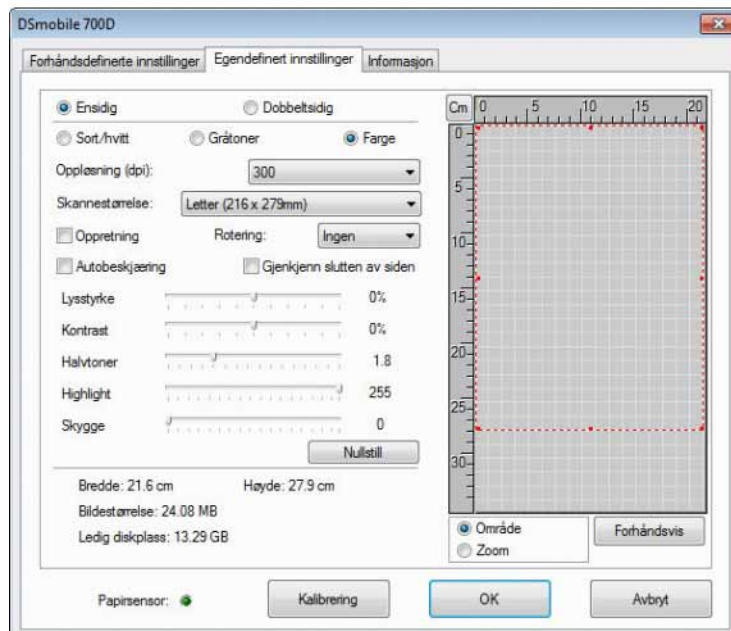 DSmobile 700D
Forhåndsdefinerte innstillinger Egendefinert innstillinger Informasjon
Ensidig Dobbeltsidig
Sort/hvitt Gråtoner Farge
Oppløsning (dpi): 300
Skannestørrelse: Letter (216 x 279mm)
Oppretning Rotering: Ingen
Autobeskjæring Gjenkjenn slutten av siden
Lysstyrke 0%
Kontrast 0%
Halvtoner 1.8
Highlight 255
Skygge 0
Nullstill
Bredde: 21.6 cm Høyde: 27.9 cm
Bildestørrelse: 24.08 MB
Ledig diskplass: 13.29 GB
Cm 0 5 10 15 20
0
5
10
15
20
25
30
Område
Zoom
Forhåndsvis
Papirsensor: Kalibrering OK Avbryt